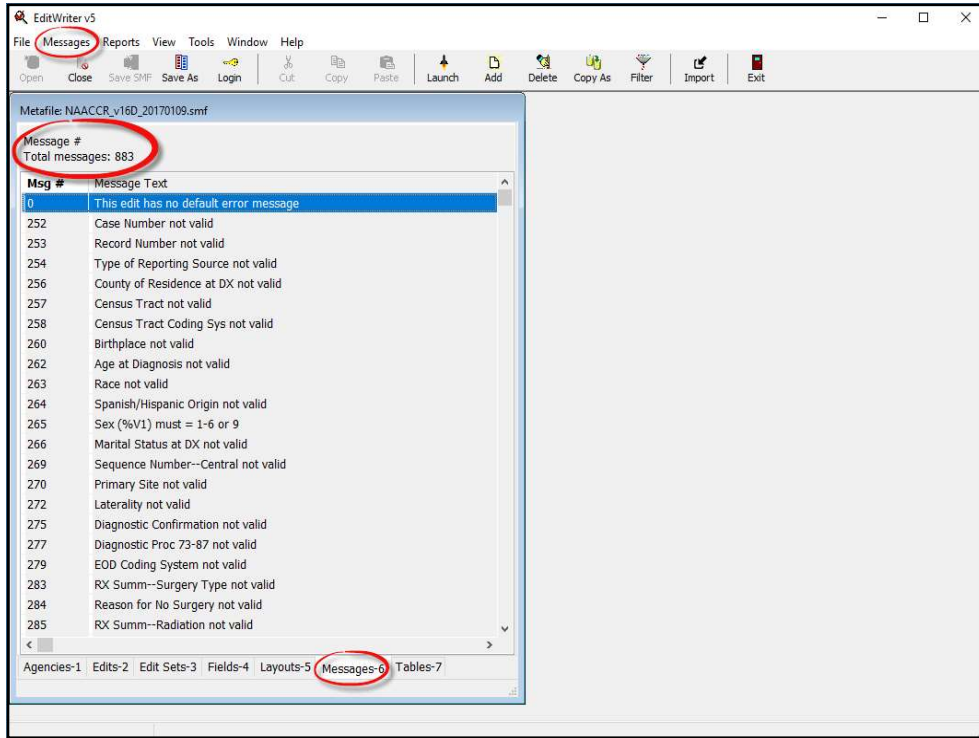 EditWriter v5
File Messages Reports View Tools Window Help
Open Close Save SMF Save As Login Cut Copy Paste Launch Add Delete Copy As Filter Import Exit
Metafile: NAACCR_v16D_20170109.smf
Message #
Total messages: 883
Msg # Message Text
0 This edit has no default error message
252 Case Number not valid
253 Record Number not valid
254 Type of Reporting Source not valid
256 County of Residence at DX not valid
257 Census Tract not valid
258 Census Tract Coding Sys not valid
260 Birthplace not valid
262 Age at Diagnosis not valid
263 Race not valid
264 Spanish/Hispanic Origin not valid
265 Sex (%V1) must = 1-6 or 9
266 Marital Status at DX not valid
269 Sequence Number--Central not valid
270 Primary Site not valid
272 Laterality not valid
275 Diagnostic Confirmation not valid
277 Diagnostic Proc 73-87 not valid
279 EOD Coding System not valid
283 RX Summ--Surgery Type not valid
284 Reason for No Surgery not valid
285 RX Summ--Radiation not valid
Agencies-1 Edits-2 Edit Sets-3 Fields-4 Layouts-5 Messages-6 Tables-7